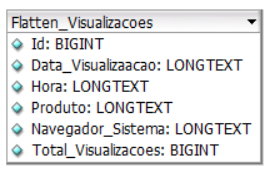 Flatten_Visualizacoes
Id: BIGINT
Data_Visualizaacao: LONGTEXT
Hora: LONGTEXT
Produto: LONGTEXT
Navegador_Sistema: LONGTEXT
Total_Visualizacoes: BIGINT